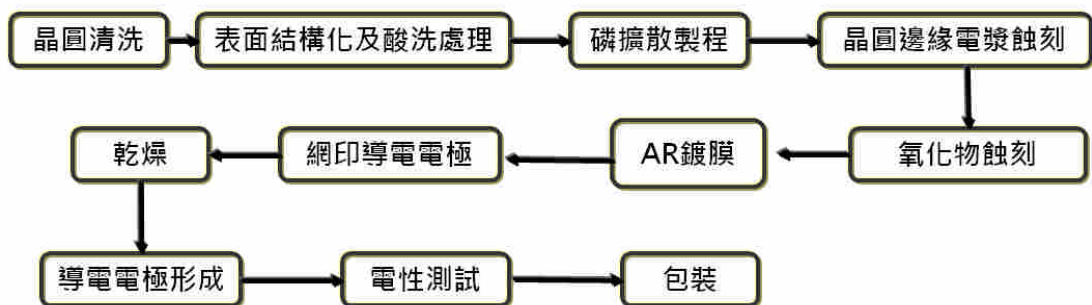 晶圓清洗
表面結構化及酸洗處理
磷擴散製程
晶圓邊緣電漿蝕刻
氧化物蝕刻
AR鍍膜
網印導電電極
乾燥
導電電極形成
電性測試
包裝